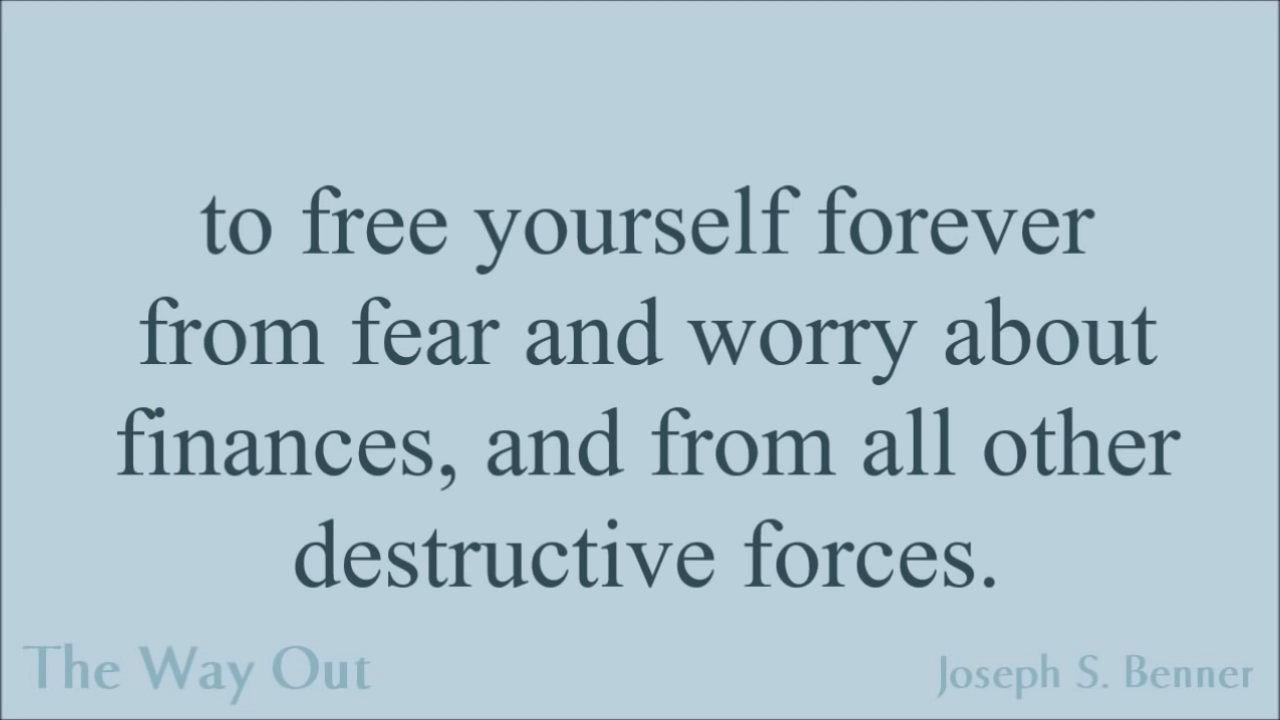 to free yourself forever
from fear and worry about
finances, and from all other
destructive forces.
The Way Out
Joseph S. Benner